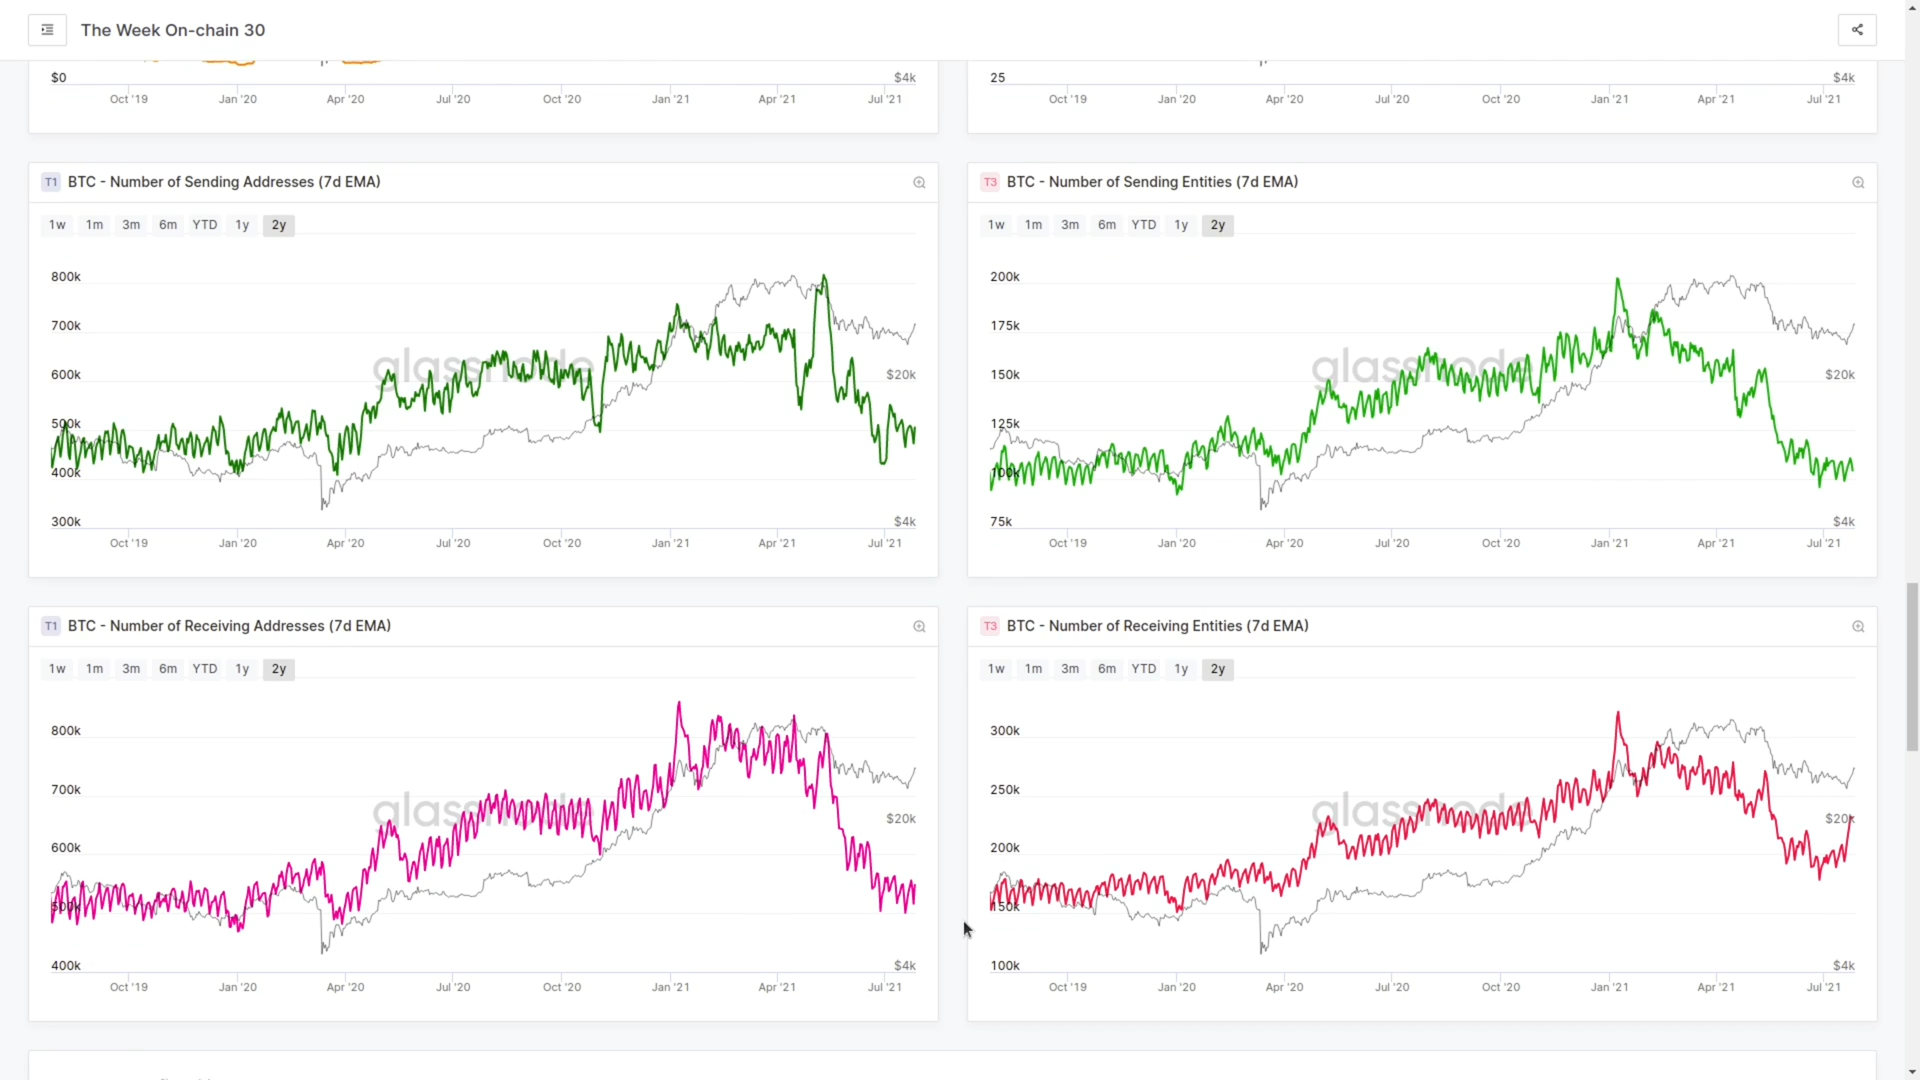 The Week On-chain 30
$0 $4k
Oct '19 Jan '20 Apr '20 Jul '20 Oct '20 Jan '21 Apr '21 Jul '21
25 $4k
Oct '19 Jan '20 Apr '20 Jul '20 Oct '20 Jan '21 Apr '21 Jul '21
T1 BTC - Number of Sending Addresses (7d EMA)
1w 1m 3m 6m YTD 1y 2y
800k
700k
glassnode
600k $20k
500k
400k
300k $4k
Oct '19 Jan '20 Apr '20 Jul '20 Oct '20 Jan '21 Apr '21 Jul '21
T3 BTC - Number of Sending Entities (7d EMA)
1w 1m 3m 6m YTD 1y 2y
200k
175k
glassnode
150k $20k
125k
100k
75k $4k
Oct '19 Jan '20 Apr '20 Jul '20 Oct '20 Jan '21 Apr '21 Jul '21
T1 BTC - Number of Receiving Addresses (7d EMA)
1w 1m 3m 6m YTD 1y 2y
800k
700k
glassnode
$20k
600k
500k
400k $4k
Oct '19 Jan '20 Apr '20 Jul '20 Oct '20 Jan '21 Apr '21 Jul '21
T3 BTC - Number of Receiving Entities (7d EMA)
1w 1m 3m 6m YTD 1y 2y
300k
250k
glassnode
$20k
200k
150k
100k $4k
Oct '19 Jan '20 Apr '20 Jul '20 Oct '20 Jan '21 Apr '21 Jul '21